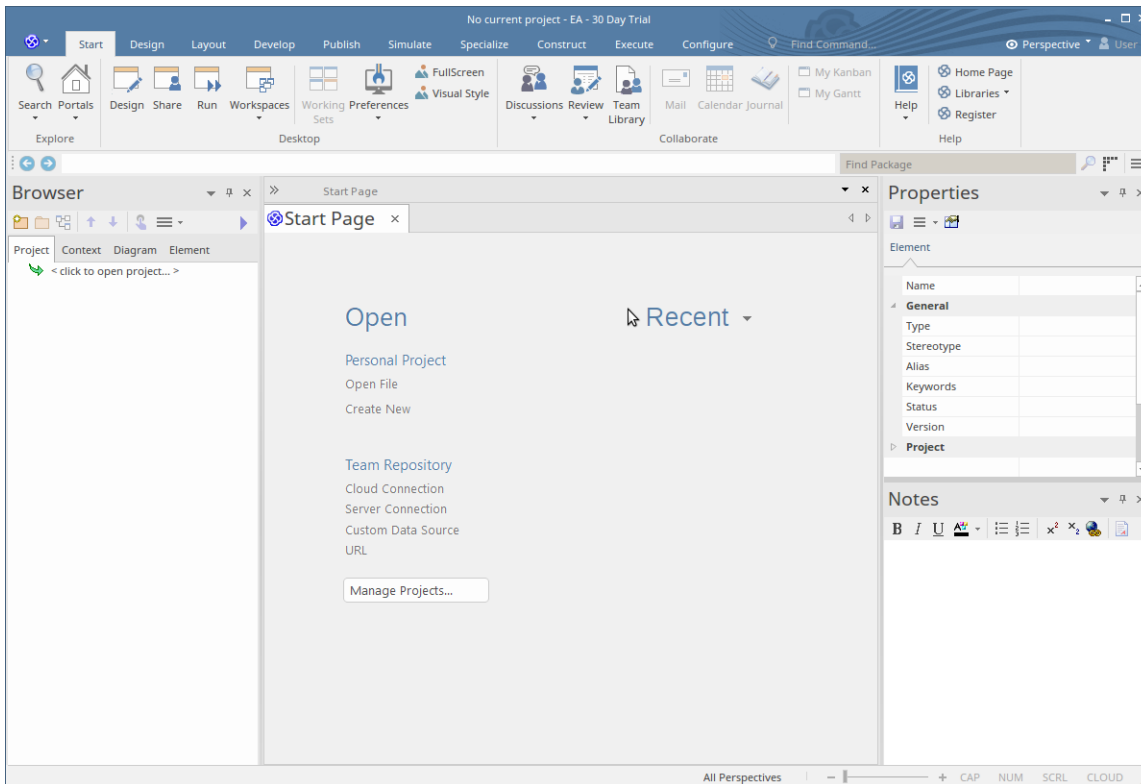 No current project - EA - 30 Day Trial
Start Design Layout Develop Publish Simulate Specialize Construct Execute Configure Find Command... Perspective User
Search Portals Design Share Run Workspaces Working Sets Preferences FullScreen Visual Style Discussions Review Team Library Mail Calendar Journal My Kanban My Gantt Help Home Page Libraries Register
Explore Desktop Collaborate Help
Find Package
Browser
Project Context Diagram Element
< click to open project... >
Start Page
Start Page
Open
Personal Project
Open File
Create New
Team Repository
Cloud Connection
Server Connection
Custom Data Source
URL
Manage Projects...
Recent
Properties
Element
Name
General
Type
Stereotype
Alias
Keywords
Status
Version
Project
Notes
B I U A x² x₂
All Perspectives CAP NUM SCRL CLOUD